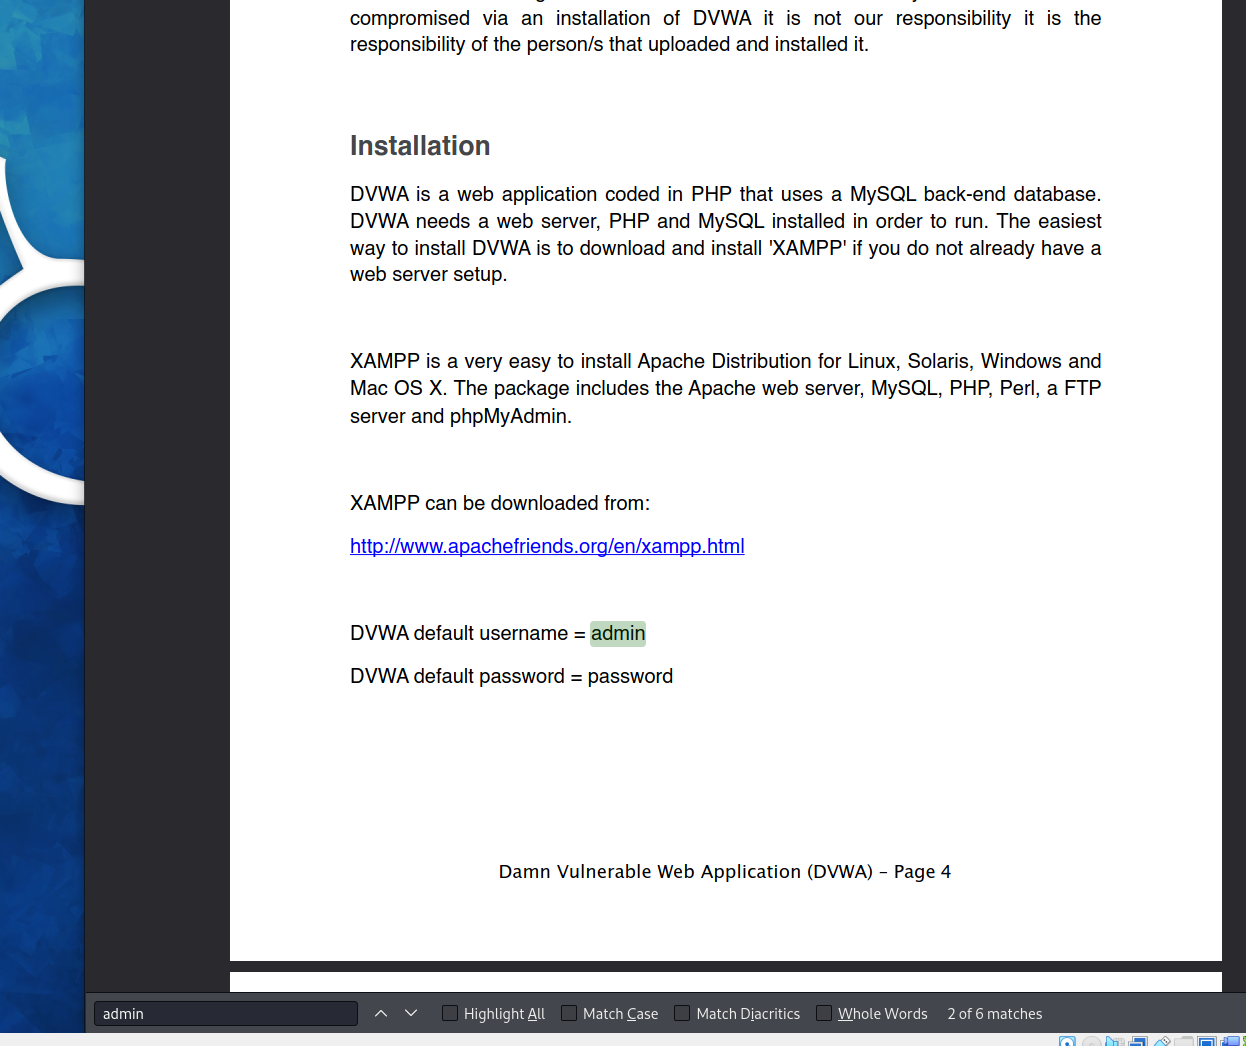 compromised via an installation of DVWA it is not our responsibility it is the
responsibility of the person/s that uploaded and installed it.
Installation
DVWA is a web application coded in PHP that uses a MySQL back-end database.
DVWA needs a web server, PHP and MySQL installed in order to run. The easiest
way to install DVWA is to download and install 'XAMPP' if you do not already have a
web server setup.
XAMPP is a very easy to install Apache Distribution for Linux, Solaris, Windows and
Mac OS X. The package includes the Apache web server, MySQL, PHP, Perl, a FTP
server and phpMyAdmin.
XAMPP can be downloaded from:
http://www.apachefriends.org/en/xampp.html
DVWA default username = admin
DVWA default password = password
Damn Vulnerable Web Application (DVWA) – Page 4
admin Highlight All Match Case Match Diacritics Whole Words 2 of 6 matches